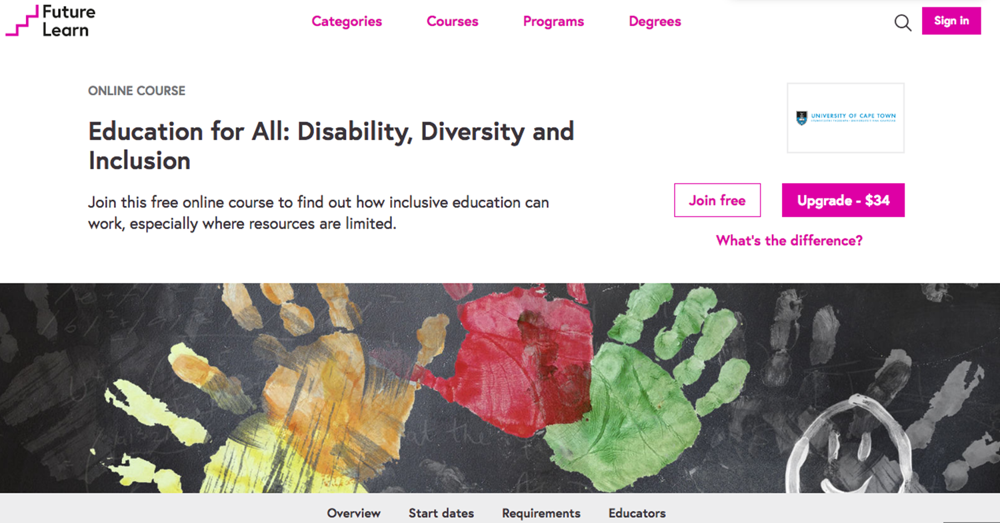 Future
Learn
Categories
Courses
Programs
Degrees
Sign in
ONLINE COURSE
Education for All: Disability, Diversity and
Inclusion
Join this free online course to find out how inclusive education can
work, especially where resources are limited.
UNIVERSITY OF CAPE TOWN
Join free
Upgrade - $34
What's the difference?
the
Overview
Start dates
Requirements
Educators